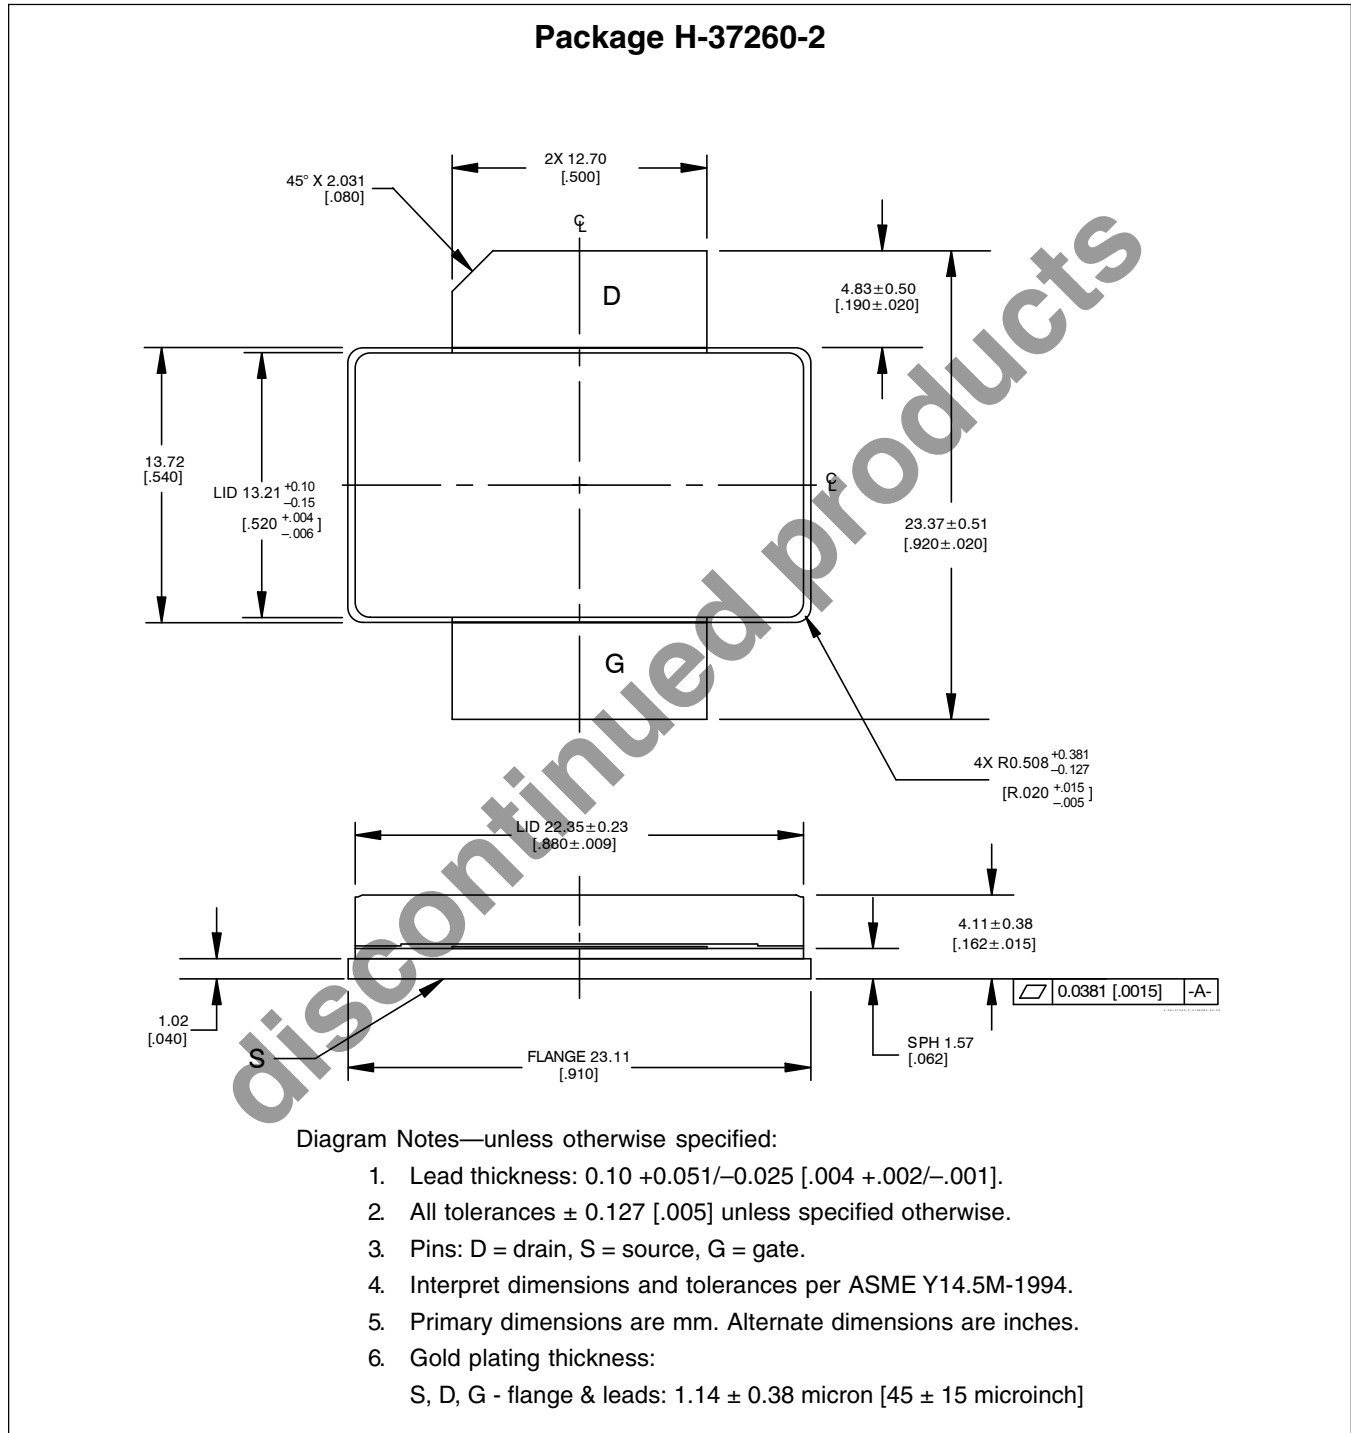 Package H-37260-2
2X 12.70
[.500]
45° X 2.031
[.080]
℄
D
4.83±0.50
[.190±.020]
13.72
[.540]
LID 13.21 +0.10
–0.15
[.520 +.004
–.006 ]
℄
23.37±0.51
[.920±.020]
G
4X R0.508 +0.381
–0.127
[R.020 +.015
–.005 ]
LID 22.35±0.23
[.880±.009]
4.11±0.38
[.162±.015]
0.0381 [.0015] -A-
1.02
[.040]
S
FLANGE 23.11
[.910]
SPH 1.57
[.062]
discontinued products
Diagram Notes—unless otherwise specified:
1. Lead thickness: 0.10 +0.051/–0.025 [.004 +.002/–.001].
2. All tolerances ± 0.127 [.005] unless specified otherwise.
3. Pins: D = drain, S = source, G = gate.
4. Interpret dimensions and tolerances per ASME Y14.5M-1994.
5. Primary dimensions are mm. Alternate dimensions are inches.
6. Gold plating thickness:
S, D, G - flange & leads: 1.14 ± 0.38 micron [45 ± 15 microinch]